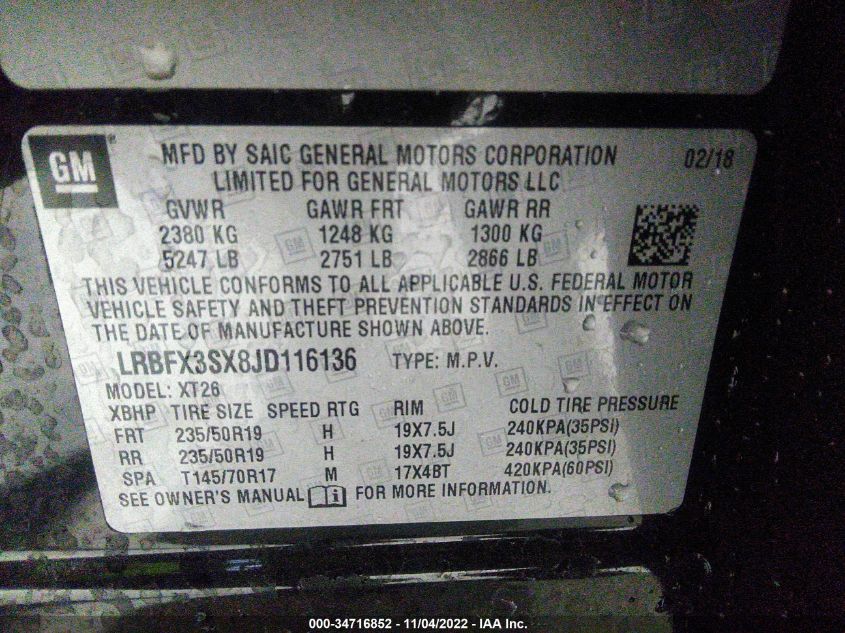 GM ® MFD BY SAIC GENERAL MOTORS CORPORATION 02/18
LIMITED FOR GENERAL MOTORS LLC
GVWR GAWR FRT GAWR RR
2380 KG 1248 KG 1300 KG
5247 LB 2751 LB 2866 LB
THIS VEHICLE CONFORMS TO ALL APPLICABLE U.S. FEDERAL MOTOR
VEHICLE SAFETY AND THEFT PREVENTION STANDARDS IN EFFECT ON
THE DATE OF MANUFACTURE SHOWN ABOVE.
LRBFX3SX8JD116136 TYPE: M.P.V.
MODEL: XT26
XBHP TIRE SIZE SPEED RTG RIM COLD TIRE PRESSURE
FRT 235/50R19 H 19X7.5J 240KPA(35PSI)
RR 235/50R19 H 19X7.5J 240KPA(35PSI)
SPA T145/70R17 M 17X4BT 420KPA(60PSI)
SEE OWNER'S MANUAL FOR MORE INFORMATION.
000-34716852 - 11/04/2022 - IAA Inc.